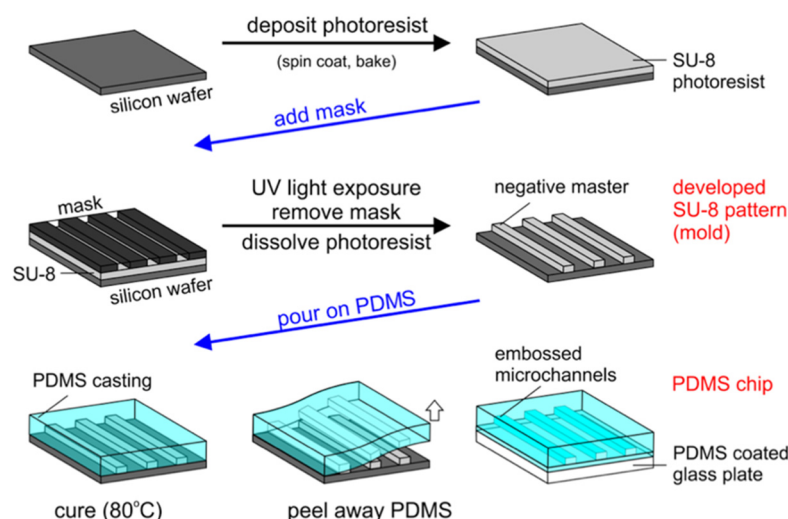 deposit photoresist
(spin coat, bake)
silicon wafer
SU-8
photoresist
add mask
mask
SU-8
silicon wafer
UV light exposure
remove mask
dissolve photoresist
negative master
developed
SU-8 pattern
(mold)
pour on PDMS
PDMS casting
cure (80°C)
peel away PDMS
embossed
microchannels
PDMS chip
PDMS coated
glass plate